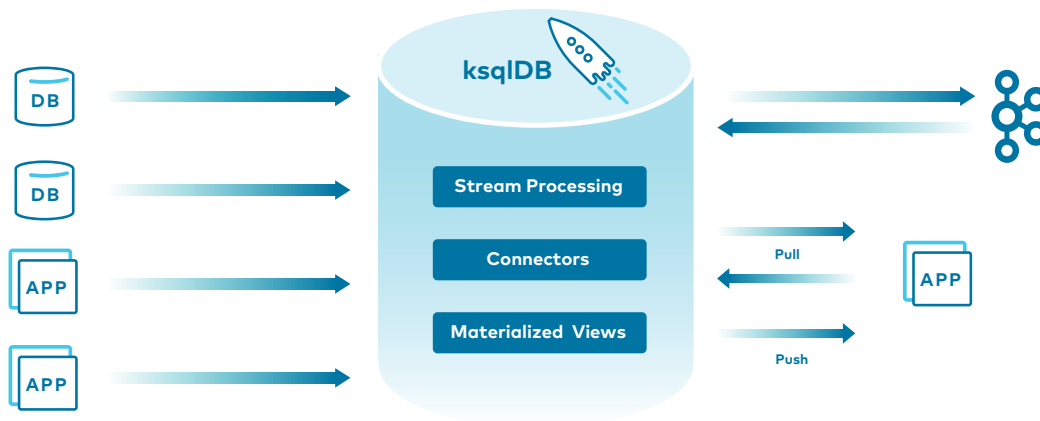 DB
DB
APP
APP
ksqlDB
Stream Processing
Connectors
Materialized Views
Pull
Push
APP